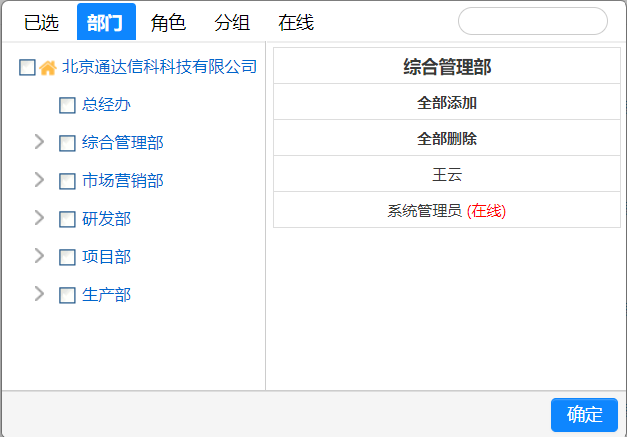 已选 部门 角色 分组 在线
北京通达信科科技有限公司
总经办
综合管理部
市场营销部
研发部
项目部
生产部
综合管理部
全部添加
全部删除
王云
系统管理员 (在线)
确定